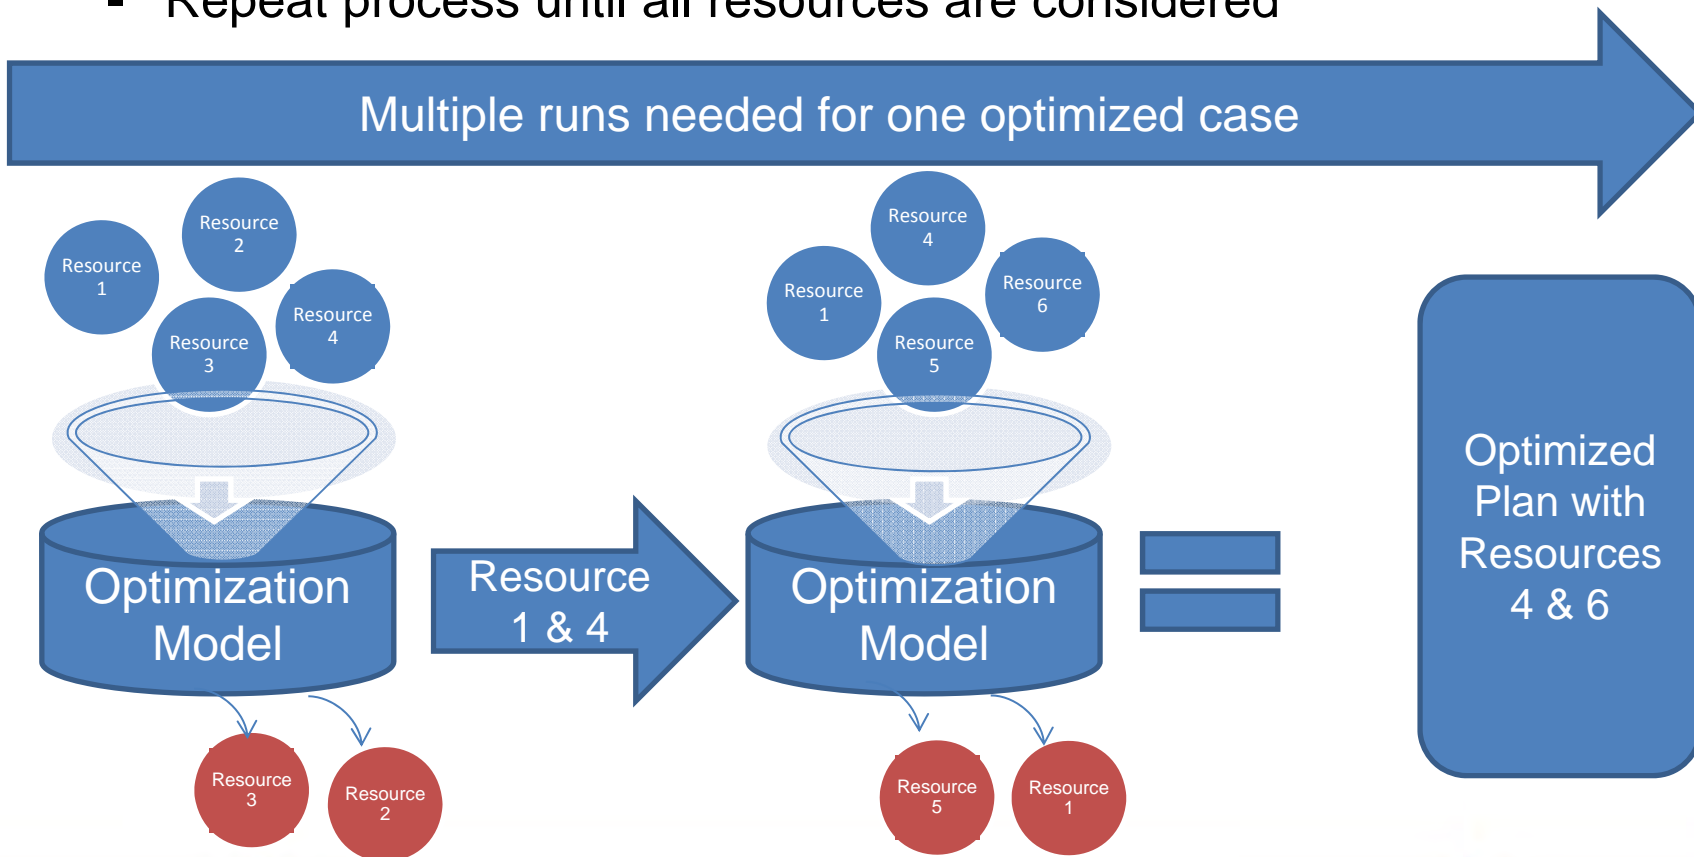 ▪ Repeat process until all resources are considered
Multiple runs needed for one optimized case
Resource
1
Resource
2
Resource
3
Resource
4
Optimization
Model
Resource
3
Resource
2
Resource
1 & 4
Resource
1
Resource
4
Resource
5
Resource
6
Optimization
Model
Resource
5
Resource
1
Optimized
Plan with
Resources
4 & 6